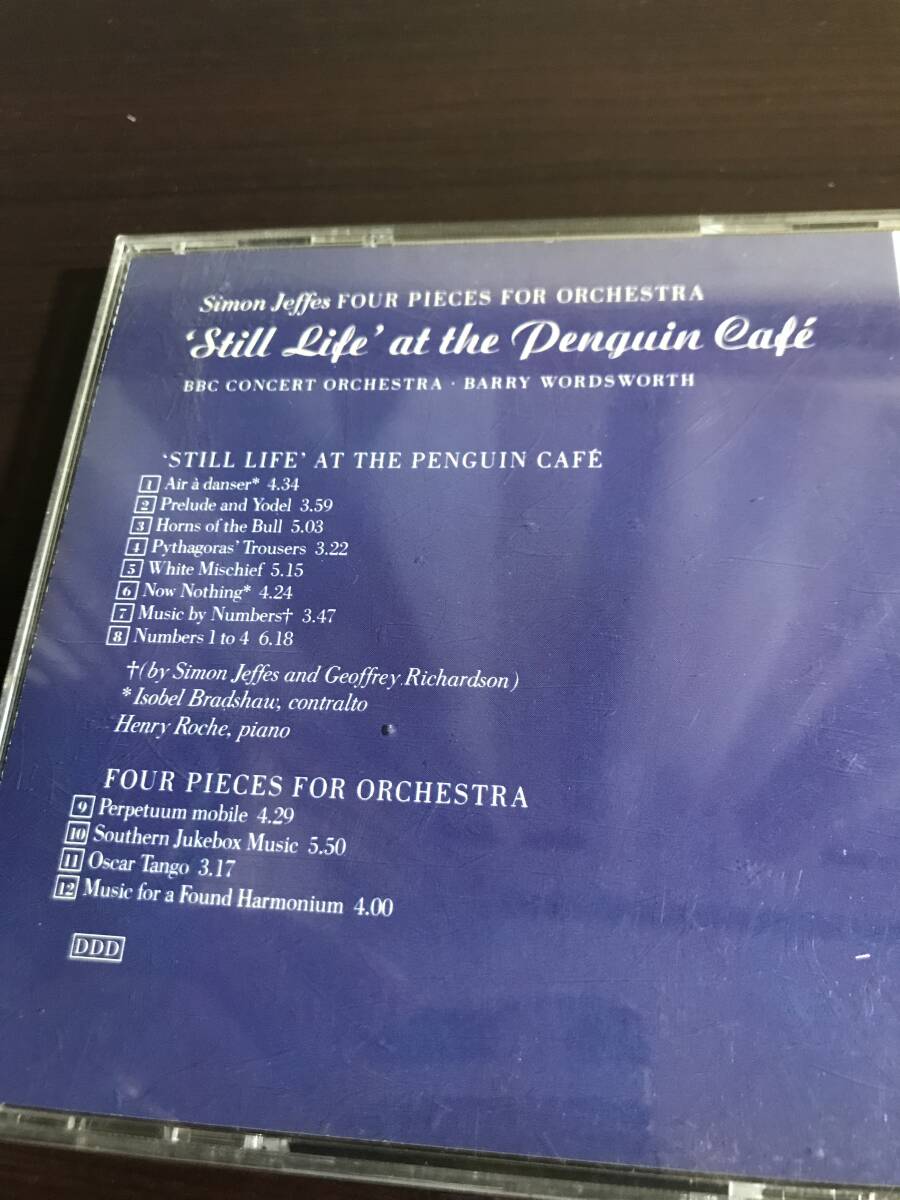 Simon Jeffes FOUR PIECES FOR ORCHESTRA
‘Still Life’ at the Penguin Café
BBC CONCERT ORCHESTRA · BARRY WORDSWORTH
‘STILL LIFE’ AT THE PENGUIN CAFÉ
1 Air à danser* 4.34
2 Prelude and Yodel 3.59
3 Horns of the Bull 5.03
4 Pythagoras’ Trousers 3.22
5 White Mischief 5.15
6 Now Nothing* 4.24
7 Music by Numbers† 3.47
8 Numbers 1 to 4 6.18
†(by Simon Jeffes and Geoffrey Richardson)
*Isobel Bradshaw, contralto
Henry Roche, piano
FOUR PIECES FOR ORCHESTRA
9 Perpetuum mobile 4.29
10 Southern Jukebox Music 5.50
11 Oscar Tango 3.17
12 Music for a Found Harmonium 4.00
DDD